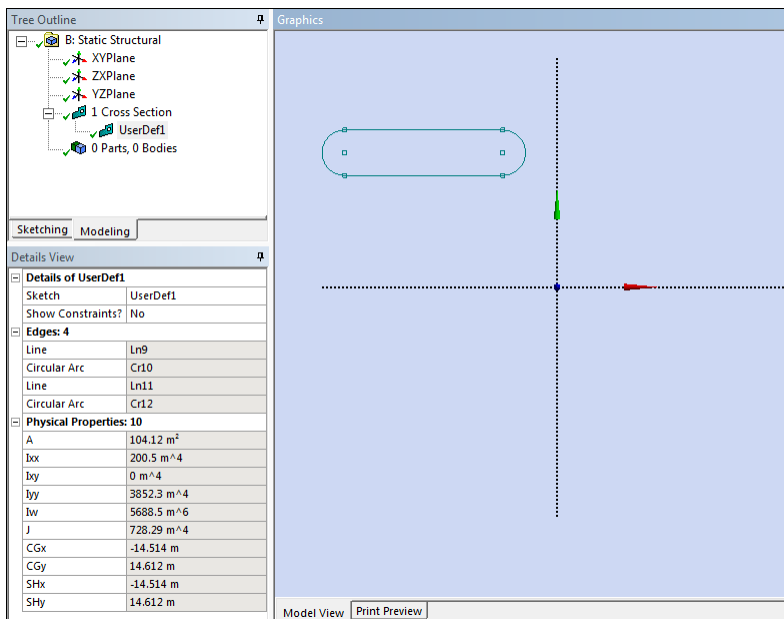 Tree Outline
B: Static Structural
XYPlane
ZXPlane
YZPlane
1 Cross Section
UserDef1
0 Parts, 0 Bodies
Sketching Modeling
Details View
Details of UserDef1
Sketch UserDef1
Show Constraints? No
Edges: 4
Line Ln9
Circular Arc Cr10
Line Ln11
Circular Arc Cr12
Physical Properties: 10
A 104.12 m²
Ixx 200.5 m^4
Ixy 0 m^4
Iyy 3852.3 m^4
Iw 5688.5 m^6
J 728.29 m^4
CGx -14.514 m
CGy 14.612 m
SHx -14.514 m
SHy 14.612 m
Graphics
Model View Print Preview